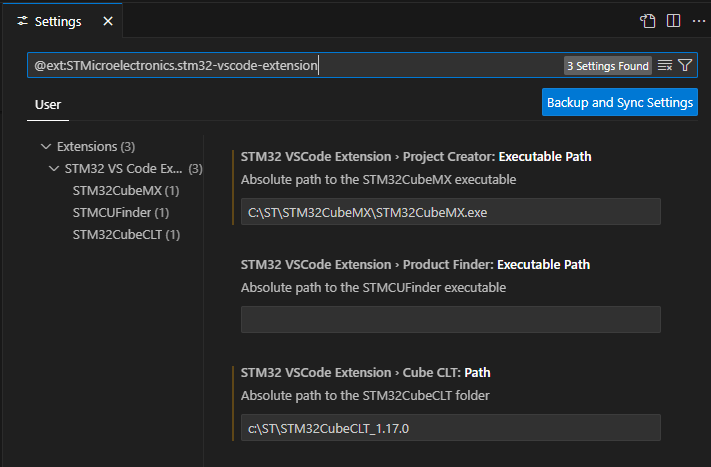 Settings
@ext:STMicroelectronics.stm32-vscode-extension
3 Settings Found
User
Backup and Sync Settings
Extensions (3)
STM32 VS Code Ex... (3)
STM32CubeMX (1)
STMCUFinder (1)
STM32CubeCLT (1)
STM32 VSCode Extension › Project Creator: Executable Path
Absolute path to the STM32CubeMX executable
C:\ST\STM32CubeMX\STM32CubeMX.exe
STM32 VSCode Extension › Product Finder: Executable Path
Absolute path to the STMCUFinder executable
STM32 VSCode Extension › Cube CLT: Path
Absolute path to the STM32CubeCLT folder
c:\ST\STM32CubeCLT_1.17.0